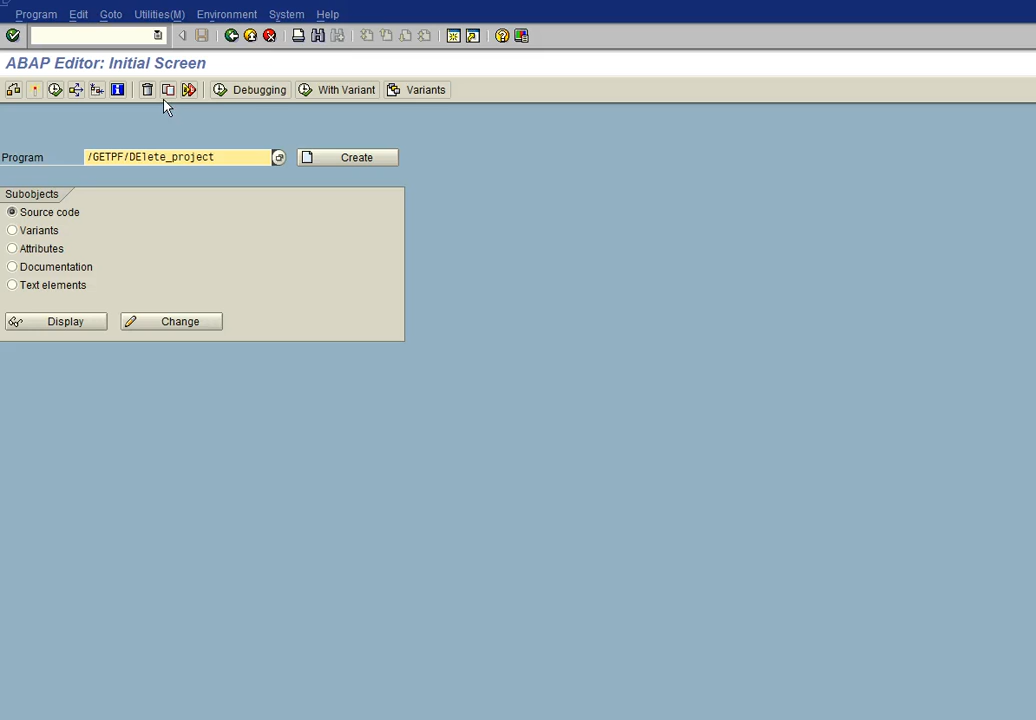 Program Edit Goto Utilities(M) Environment System Help
ABAP Editor: Initial Screen
Debugging With Variant Variants
Program /GETPF/DElete_project Create
Subobjects
Source code
Variants
Attributes
Documentation
Text elements
Display Change